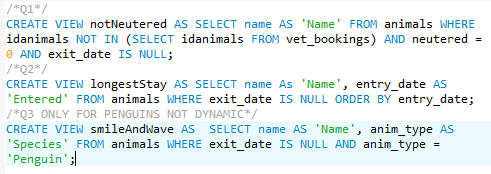 /*Q1*/
CREATE VIEW notNeutered AS SELECT name AS 'Name' FROM animals WHERE
idanimals NOT IN (SELECT idanimals FROM vet_bookings) AND neutered =
0 AND exit_date IS NULL;
/*Q2*/
CREATE VIEW longestStay AS SELECT name as 'Name', entry_date AS
'Entered' FROM animals WHERE exit_date IS NULL ORDER BY entry_date;
/*Q3 ONLY FOR PENGUINS NOT DYNAMIC*/
CREATE VIEW smileAndWave AS  SELECT name AS 'Name', anim_type AS
'Species' FROM animals WHERE exit_date IS NULL AND anim_type =
'Penguin';